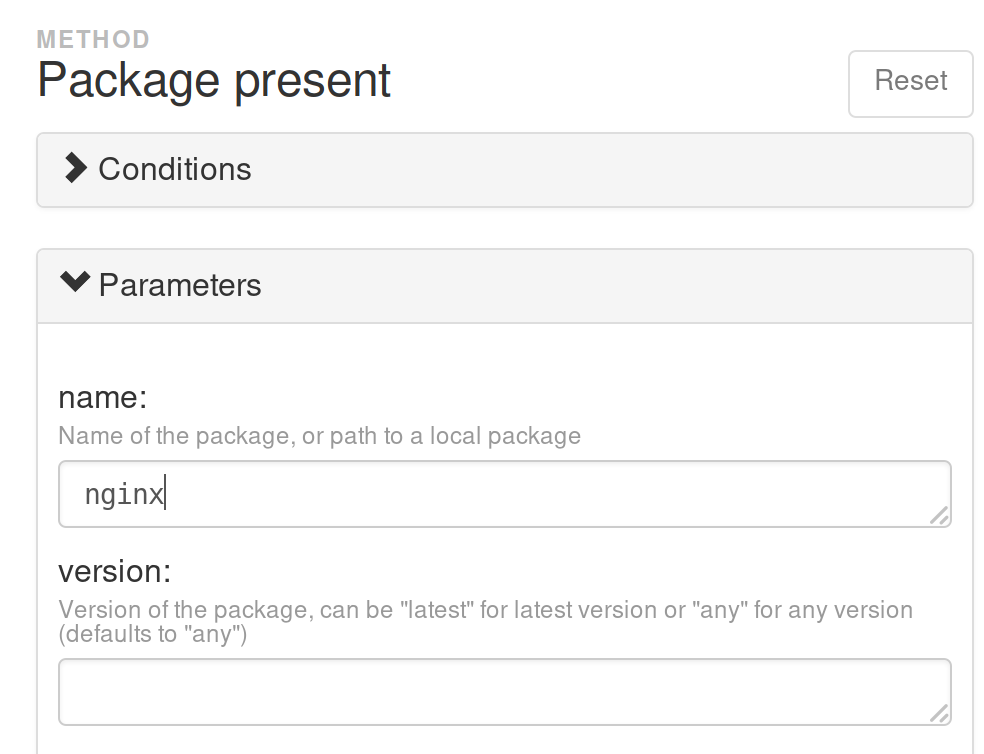 METHOD
Package present
Reset
Conditions
Parameters
name:
Name of the package, or path to a local package
nginx
version:
Version of the package, can be "latest" for latest version or "any" for any version
(defaults to "any")